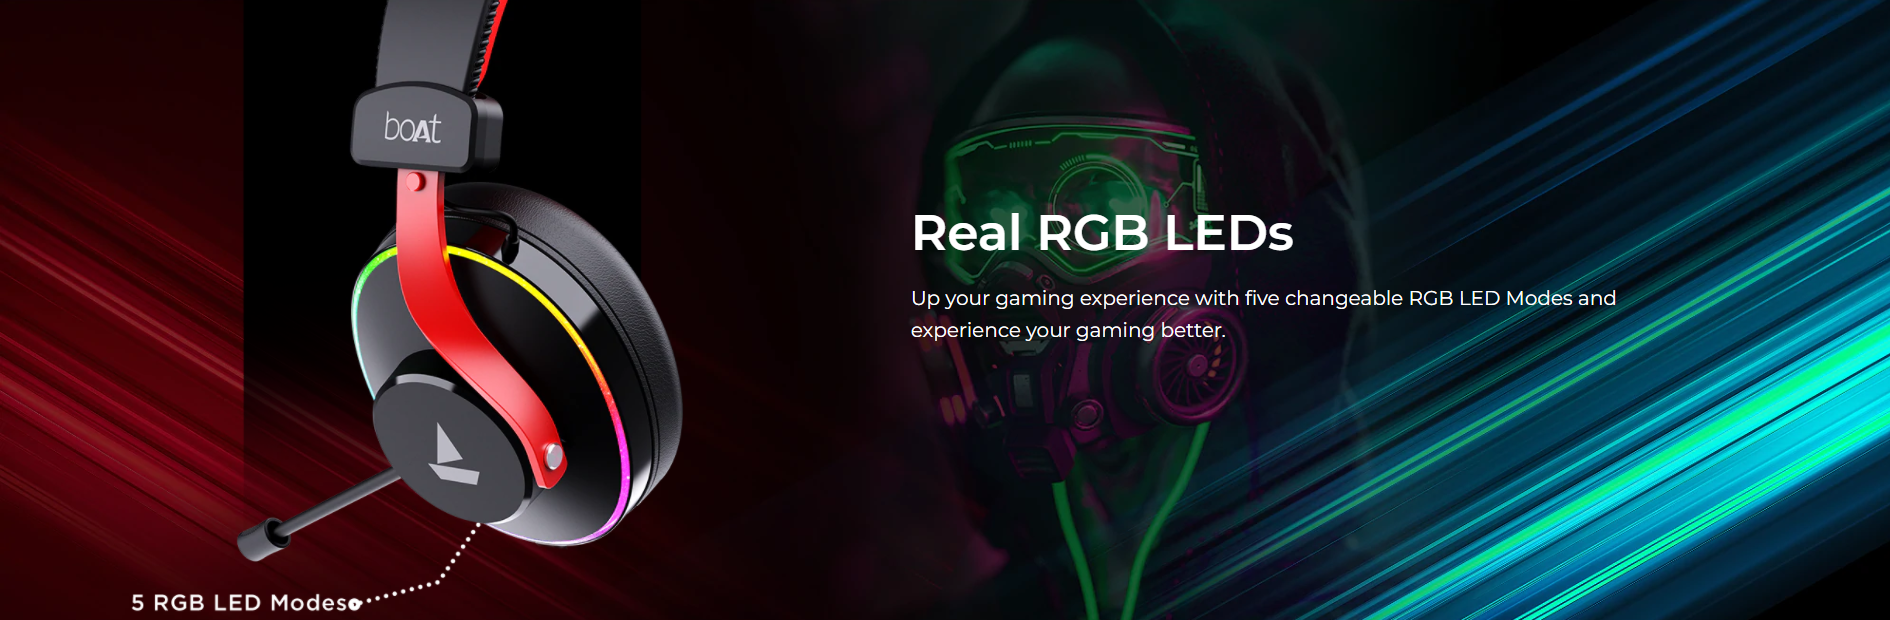 boAt
Real RGB LEDs
Up your gaming experience with five changeable RGB LED Modes and
experience your gaming better.
5 RGB LED Modes